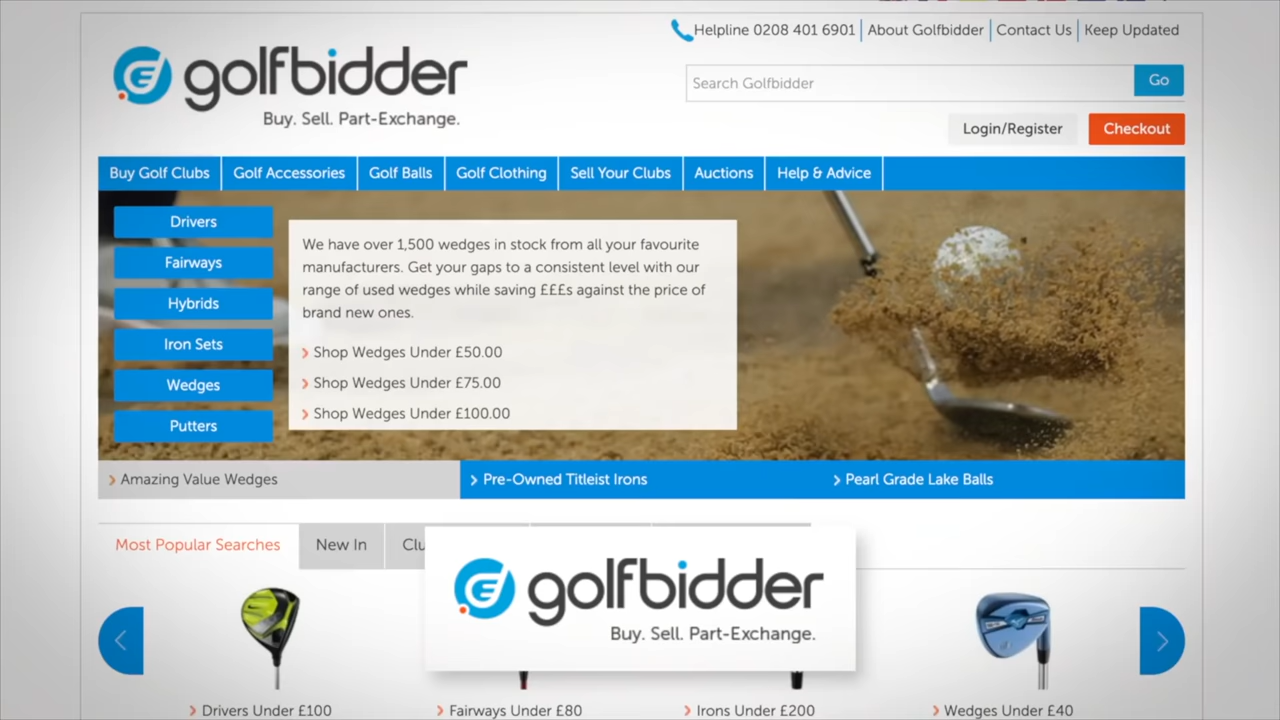 Helpline 0208 401 6901 About Golfbidder Contact Us Keep Updated
golfbidder
Buy. Sell. Part-Exchange.
Search Golfbidder Go
Login/Register Checkout
Buy Golf Clubs Golf Accessories Golf Balls Golf Clothing Sell Your Clubs Auctions Help & Advice
Drivers
Fairways
Hybrids
Iron Sets
Wedges
Putters
We have over 1,500 wedges in stock from all your favourite
manufacturers. Get your gaps to a consistent level with our
range of used wedges while saving £££s against the price of
brand new ones.
Shop Wedges Under £50.00
Shop Wedges Under £75.00
Shop Wedges Under £100.00
Amazing Value Wedges Pre-Owned Titleist Irons Pearl Grade Lake Balls
Most Popular Searches New In Clu
golfbidder
Buy. Sell. Part-Exchange.
Drivers Under £100 Fairways Under £80 Irons Under £200 Wedges Under £40